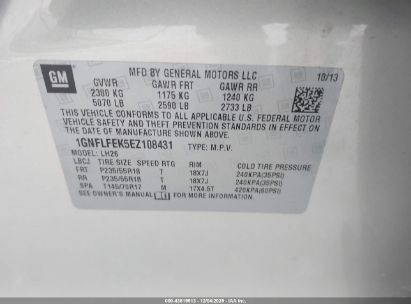 GM
MFD BY GENERAL MOTORS LLC 10/13
GVWR GAWR FRT GAWR RR
2300 KG 1175 KG 1240 KG
5070 LB 2590 LB 2733 LB
THIS VEHICLE CONFORMS TO ALL APPLICABLE U.S. FEDERAL MOTOR
VEHICLE SAFETY AND THEFT PREVENTION STANDARDS IN EFFECT
ON THE DATE OF MANUFACTURE SHOWN ABOVE.
1GNFLFEK5EZ108431 TYPE: M.P.V.
MODEL: LH26
LBCJ TIRE SIZE SPEED RTG RIM COLD TIRE PRESSURE
FRT P235/55R18 T 18X7J 240KPA(35PSI)
RR P235/55R18 T 18X7J 240KPA(35PSI)
SPA T145/70R17 M 17X4.5T 420KPA(60PSI)
SEE OWNER'S MANUAL FOR ADDITIONAL INFORMATION.